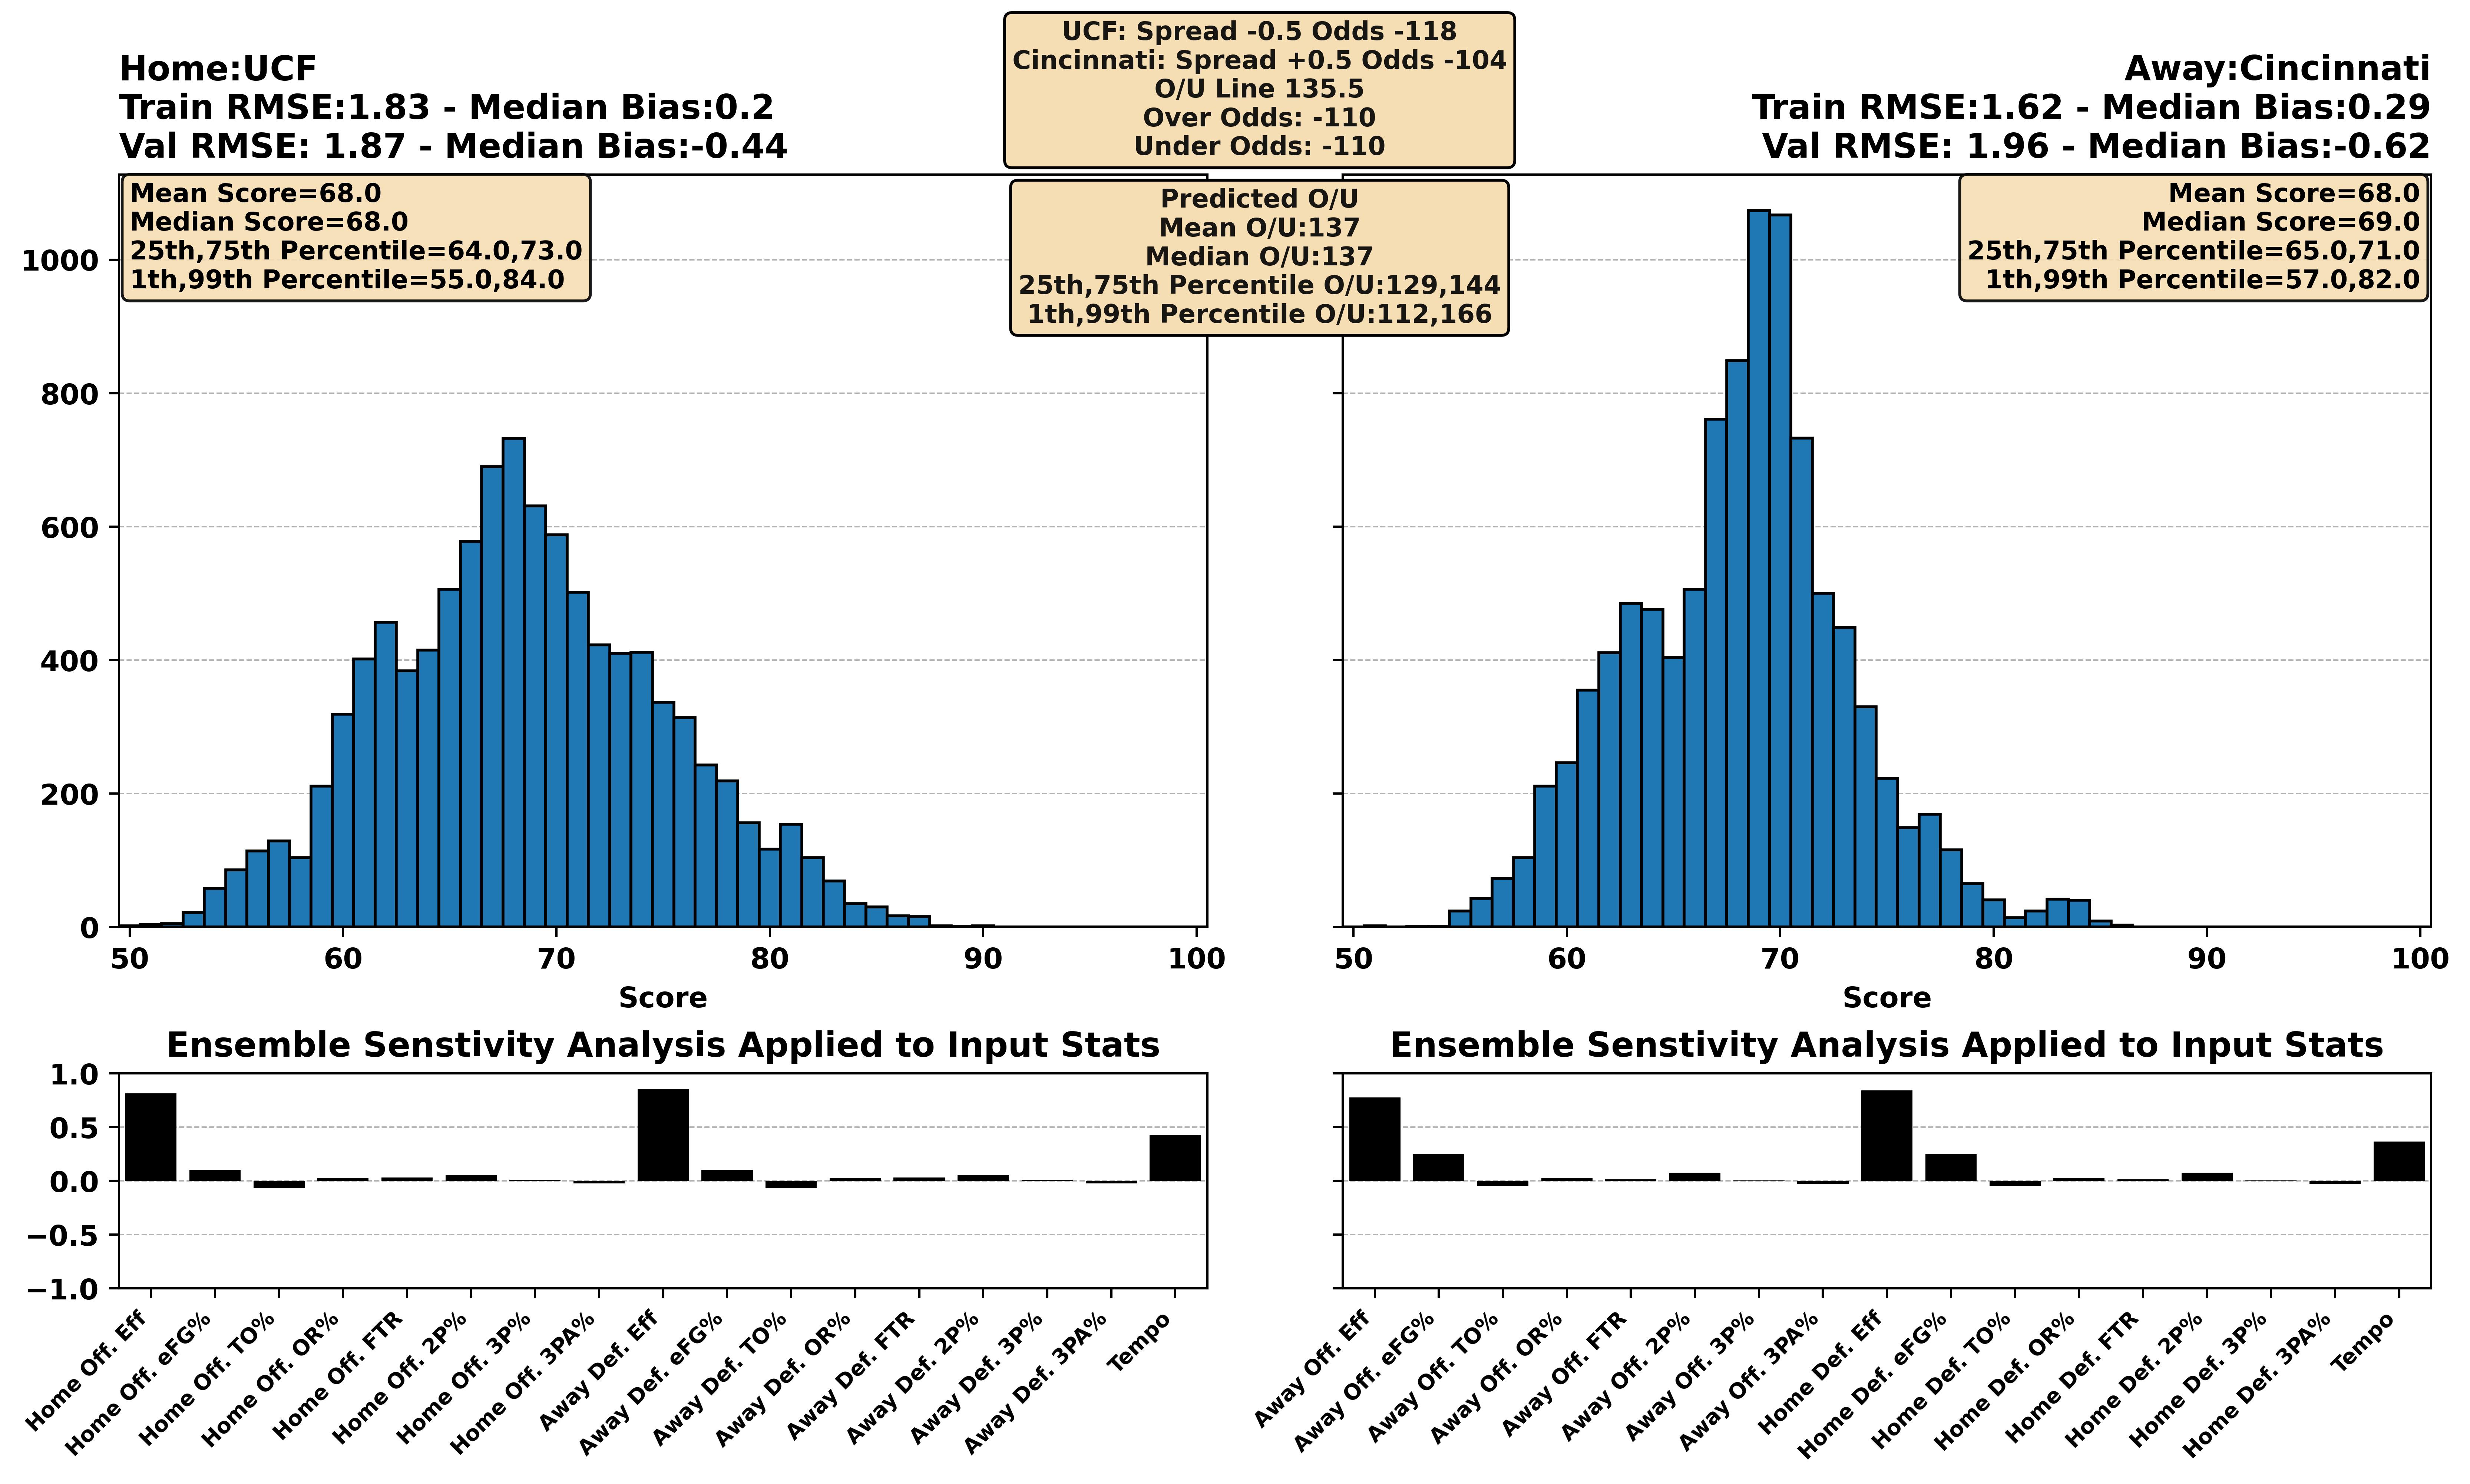 UCF: Spread -0.5 Odds -118
Cincinnati: Spread +0.5 Odds -104
O/U Line 135.5
Over Odds: -110
Under Odds: -110
Home:UCF
Train RMSE:1.83 - Median Bias:0.2
Val RMSE: 1.87 - Median Bias:-0.44
Away:Cincinnati
Train RMSE:1.62 - Median Bias:0.29
Val RMSE: 1.96 - Median Bias:-0.62
Mean Score=68.0
Median Score=68.0
25th,75th Percentile=64.0,73.0
1th,99th Percentile=55.0,84.0
Predicted O/U
Mean O/U:137
Median O/U:137
25th,75th Percentile O/U:129,144
1th,99th Percentile O/U:112,166
Mean Score=68.0
Median Score=69.0
25th,75th Percentile=65.0,71.0
1th,99th Percentile=57.0,82.0
1000
800
600
400
200
0
50 60 70 80 90 100
Score
50 60 70 80 90 100
Score
Ensemble Senstivity Analysis Applied to Input Stats
1.0
0.5
0.0
−0.5
−1.0
Home Off. Eff
Home Off. eFG%
Home Off. TO%
Home Off. OR%
Home Off. FTR
Home Off. 2P%
Home Off. 3P%
Home Off. 3PA%
Away Def. Eff
Away Def. eFG%
Away Def. TO%
Away Def. OR%
Away Def. FTR
Away Def. 2P%
Away Def. 3P%
Away Def. 3PA%
Tempo
Ensemble Senstivity Analysis Applied to Input Stats
Away Off. Eff
Away Off. eFG%
Away Off. TO%
Away Off. OR%
Away Off. FTR
Away Off. 2P%
Away Off. 3P%
Away Off. 3PA%
Home Def. Eff
Home Def. eFG%
Home Def. TO%
Home Def. OR%
Home Def. FTR
Home Def. 2P%
Home Def. 3P%
Home Def. 3PA%
Tempo